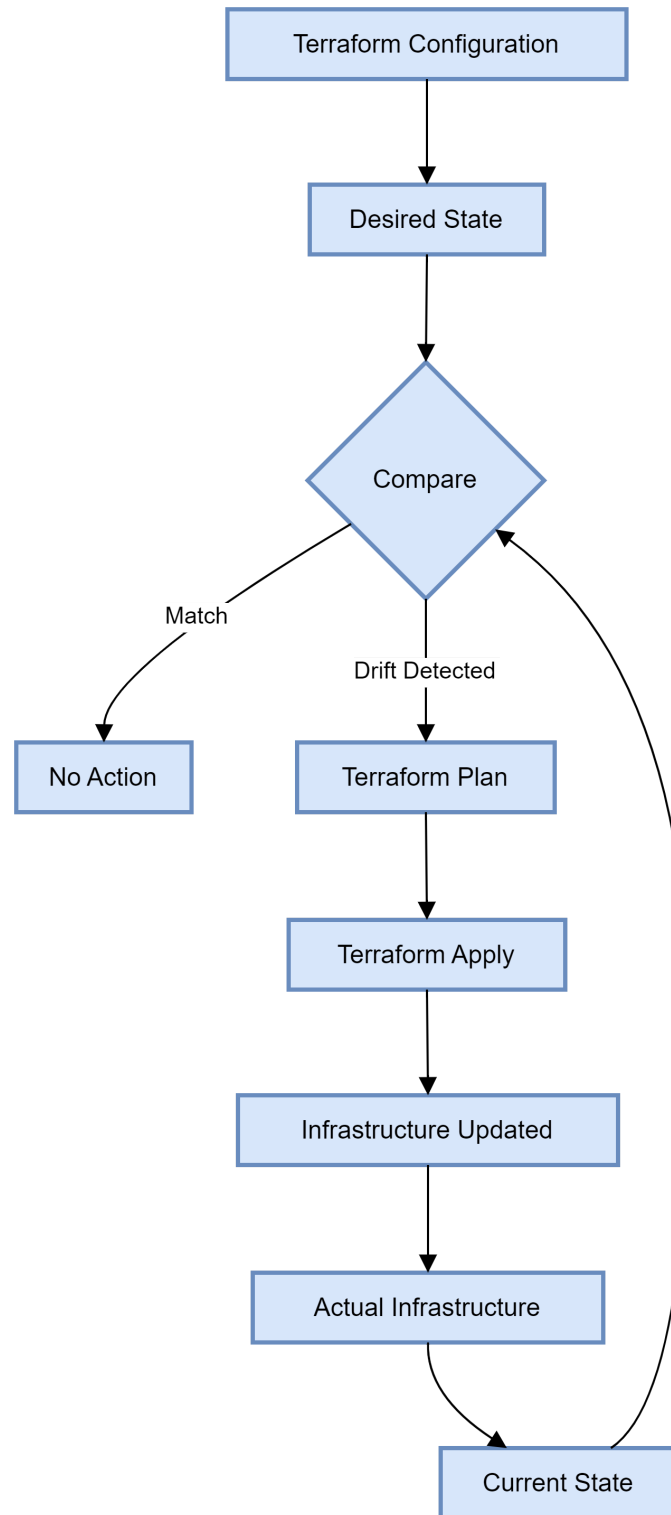 Terraform Configuration
Desired State
Compare
Match
Drift Detected
No Action
Terraform Plan
Terraform Apply
Infrastructure Updated
Actual Infrastructure
Current State